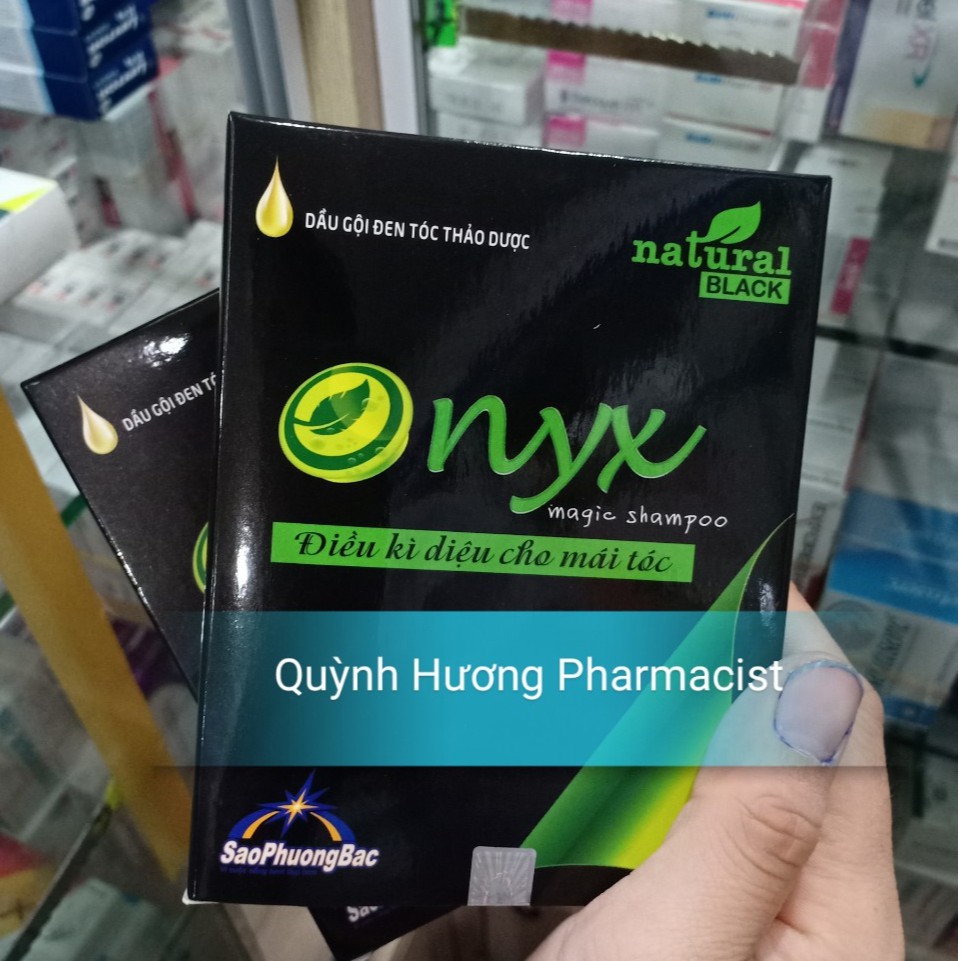 DẦU GỘI ĐEN TÓC THẢO DƯỢC
natural
BLACK
Onyx
magic shampoo
Điều kì diệu cho mái tóc
Quỳnh Hương Pharmacist
SaoPhuongBac
DẦU GỘI ĐEN TÓ